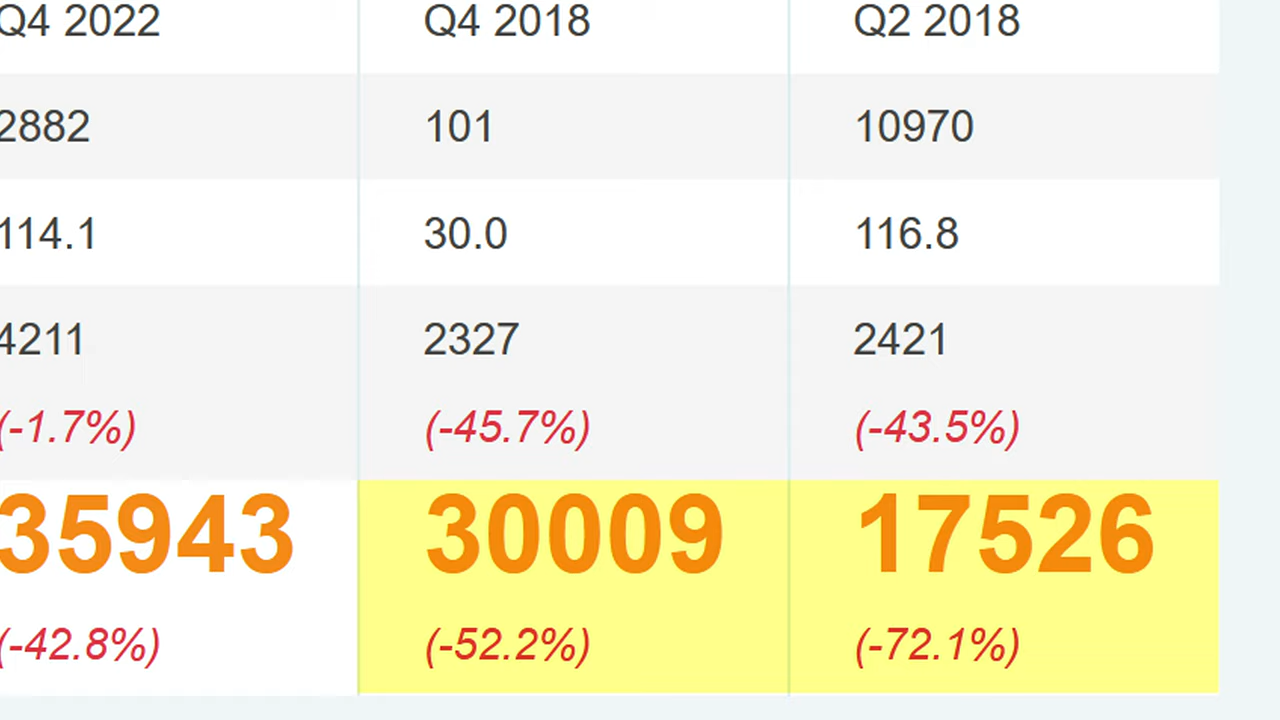 Q4 2022 Q4 2018 Q2 2018
2882 101 10970
114.1 30.0 116.8
4211 2327 2421
(-1.7%) (-45.7%) (-43.5%)
35943 30009 17526
(-42.8%) (-52.2%) (-72.1%)